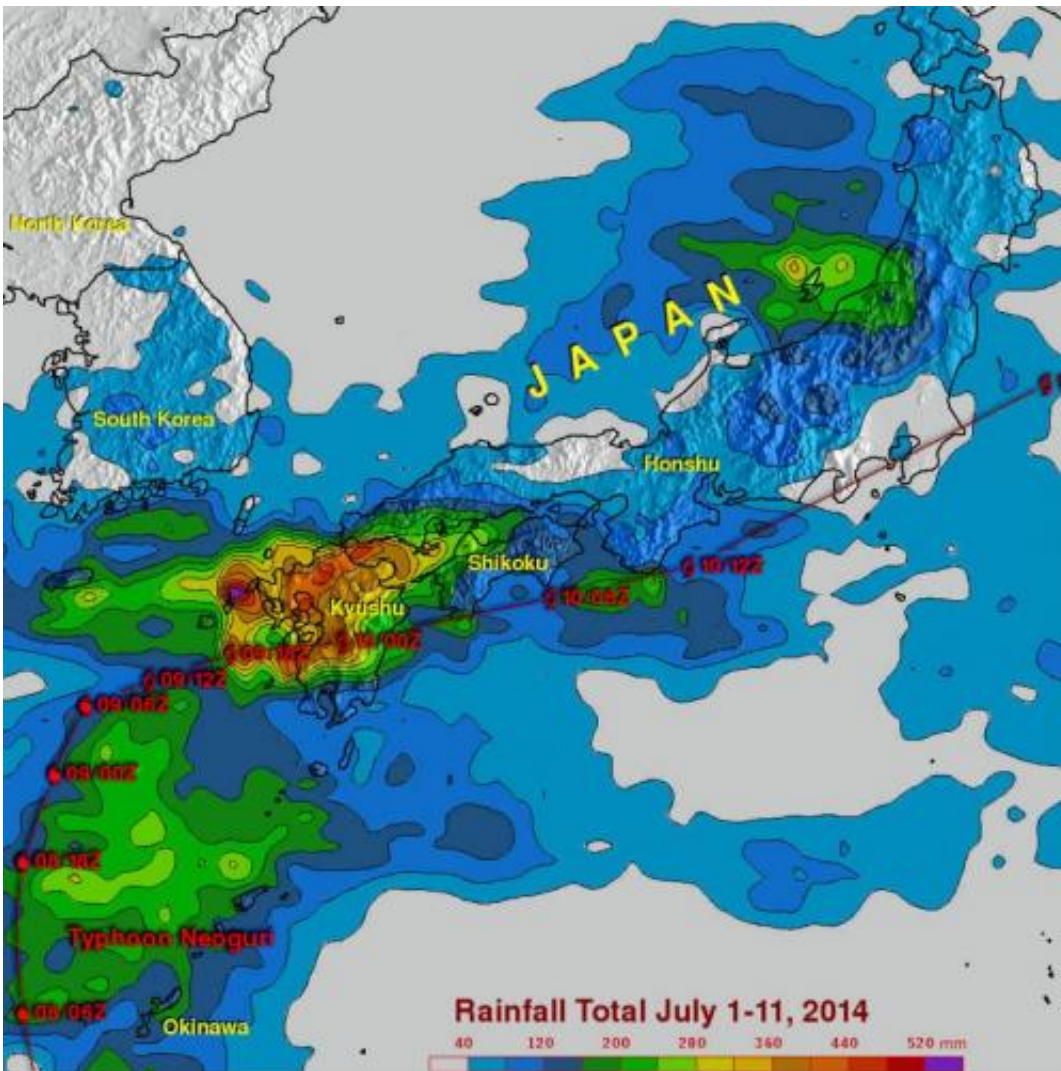 North Korea
J A P A N
South Korea
Honshu
Shikoku
10/12Z
10/06Z
Kyushu
10/00Z
09/18Z
09/12Z
09/06Z
09/00Z
08/18Z
Typhoon Neoguri
08/06Z
Okinawa
Rainfall Total July 1-11, 2014
40 120 200 280 360 440 520 mm